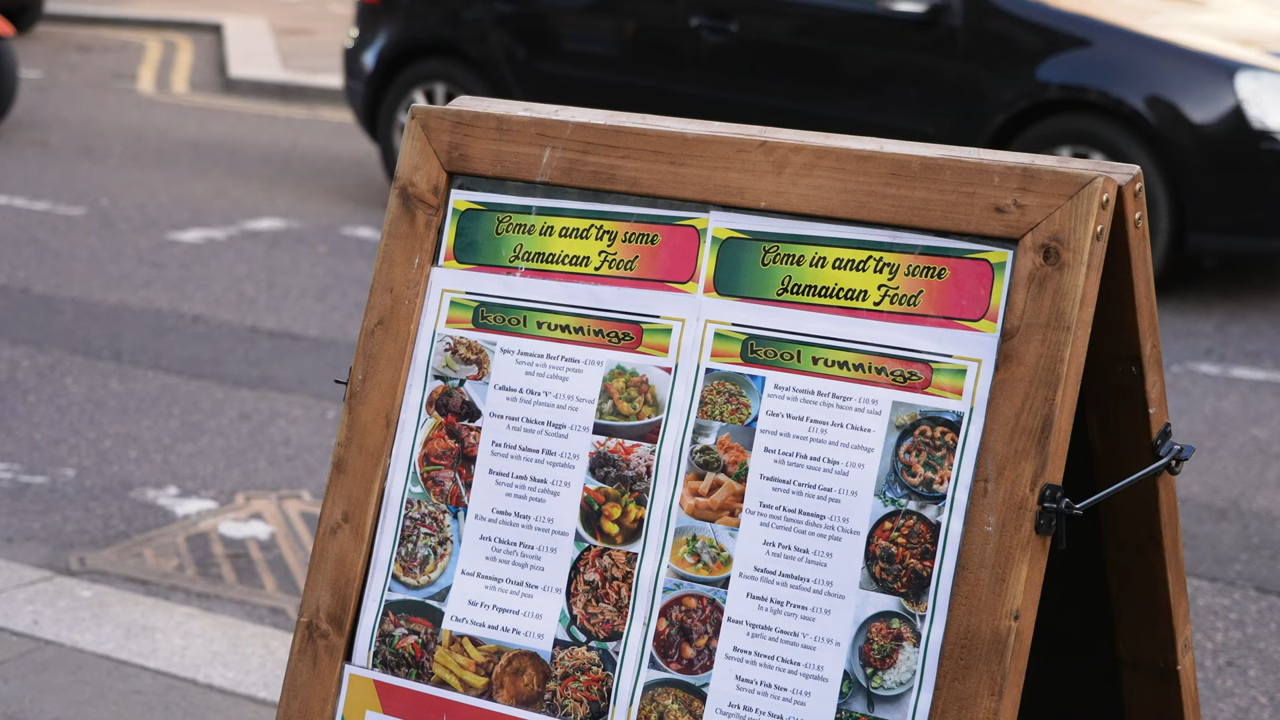 Come in and try some
Jamaican Food
kool runnings
Spicy Jamaican Beef Patties -£10.95
Served with sweet potato
and red cabbage
Callaloo & Okra 'V' -£15.95 Served
with fried plantain and rice
Oven roast Chicken Haggis -£12.95
A real taste of Scotland
Pan fried Salmon Fillet -£12,95
Served with rice and vegetables
Braised Lamb Shank -£12.95
Served with red cabbage
on mash potato
Combo Meaty -£12.95
Ribs and chicken with sweet potato
Jerk Chicken Pizza -£13.95
Our chef's favorite
with sour dough pizza
Kool Runnings Oxtail Stew -£11.95
with rice and peas
Stir Fry Peppered -£13.05
Chef's Steak and Ale Pie -£11.95
Come in and try some
Jamaican Food
kool runnings
Royal Scottish Beef Burger - £10.95
served with cheese chips bacon and salad
Glen's World Famous Jerk Chicken -
£11.95
served with sweet potato and red cabbage
Best Local Fish and Chips - £10.95
with tartare sauce and salad
Traditional Curried Goat - £11.95
served with rice and peas
Taste of Kool Runnings -£13.95
Our two most famous dishes Jerk Chicken
and Curried Goat on one plate
Jerk Pork Steak -£12.95
A real taste of Jamaica
Seafood Jambalaya -£13.95
Risotto filled with seafood and chorizo
Flambé King Prawns -£13.95
In a light curry sauce
Roast Vegetable Gnocchi 'V' - £15.95 in
a garlic and tomato sauce
Brown Stewed Chicken -£13.85
Served with white rice and vegetables
Mama's Fish Stew -£14.95
Served with rice and peas
Jerk Rib Eye Steak
Chargrilled